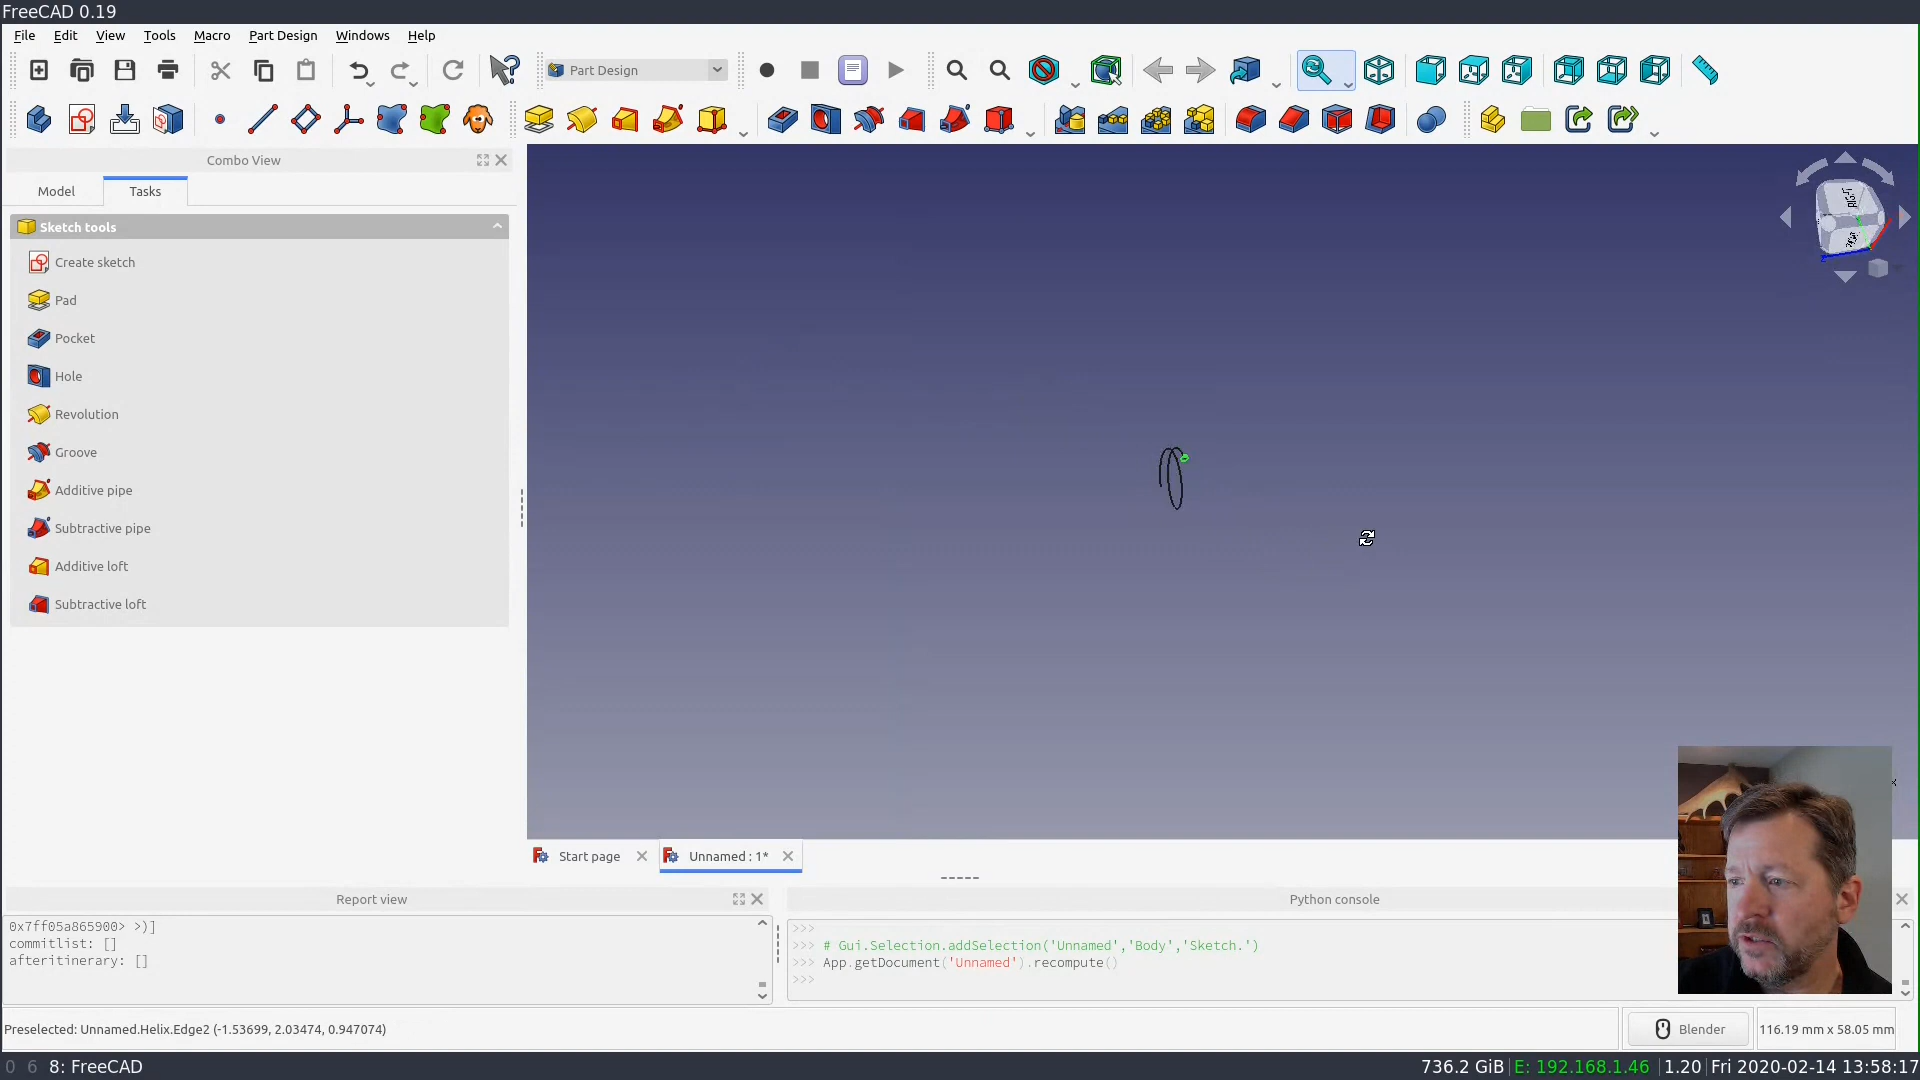 FreeCAD 0.19
File Edit View Tools Macro Part Design Windows Help
Part Design
Combo View
Model Tasks
Sketch tools
Create sketch
Pad
Pocket
Hole
Revolution
Groove
Additive pipe
Subtractive pipe
Additive loft
Subtractive loft
Start page Unnamed : 1*
Report view
0x7ff05a865900> >)]
commitlist: []
afteritinerary: []
Python console
>>>
>>> # Gui.Selection.addSelection('Unnamed','Body','Sketch.')
>>> App.getDocument('Unnamed').recompute()
>>>
Preselected: Unnamed.Helix.Edge2 (-1.53699, 2.03474, 0.947074)
Blender
116.19 mm x 58.05 mm
0 6 8: FreeCAD
736.2 GiB E: 192.168.1.46 1.20 Fri 2020-02-14 13:58:17